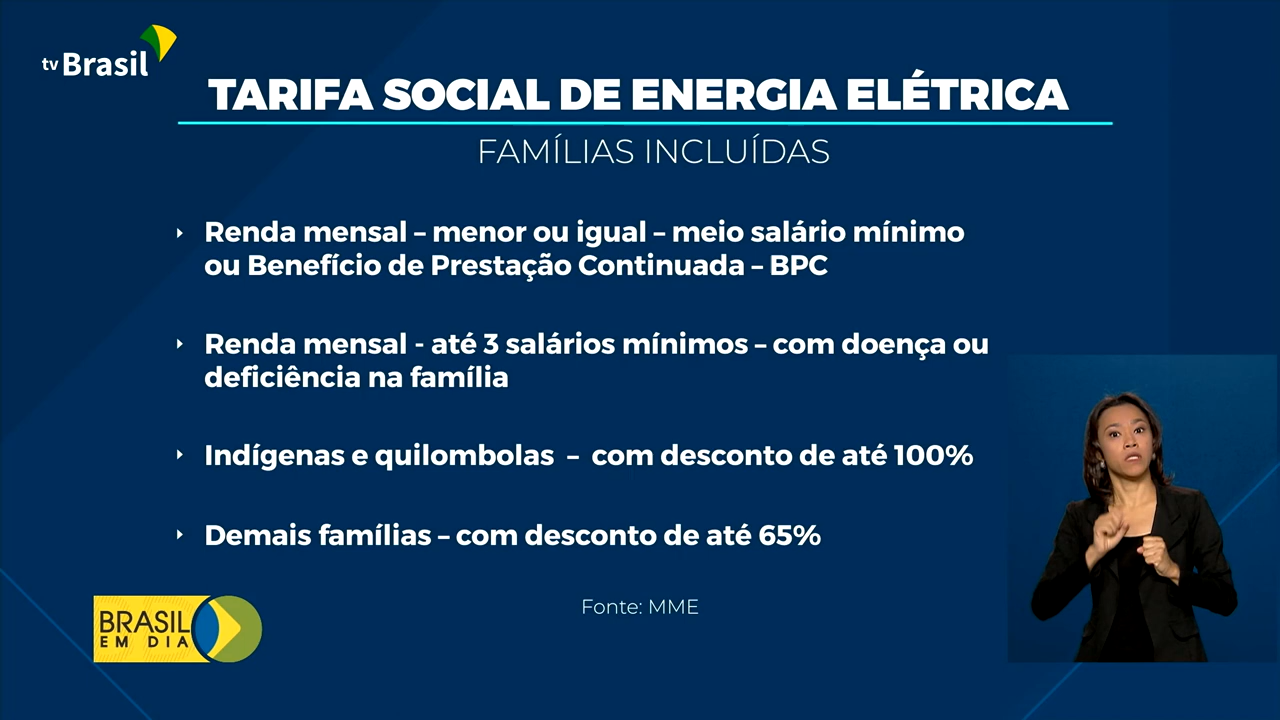 tv Brasil
TARIFA SOCIAL DE ENERGIA ELÉTRICA
FAMÍLIAS INCLUÍDAS
Renda mensal – menor ou igual – meio salário mínimo
ou Benefício de Prestação Continuada – BPC
Renda mensal - até 3 salários mínimos – com doença ou
deficiência na família
Indígenas e quilombolas – com desconto de até 100%
Demais famílias – com desconto de até 65%
Fonte: MME
BRASIL
EM DIA